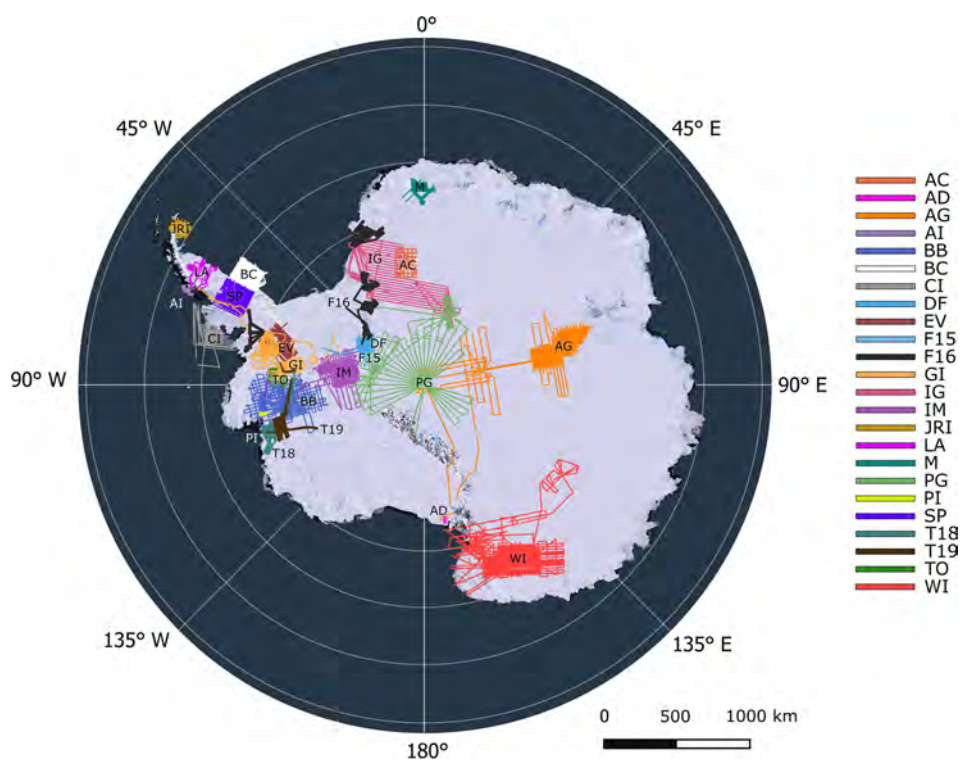 0°
45° W
45° E
M
JRI
IG
AC
LA
BC
SP
AI
F16
CI
DF
EV
F15
AG
GI
IM
TO
90° W
PG
90° E
BB
T19
PI
T18
AD
WI
135° W
135° E
180°
0 500 1000 km
AC
AD
AG
AI
BB
BC
CI
DF
EV
F15
F16
GI
IG
IM
JRI
LA
M
PG
PI
SP
T18
T19
TO
WI